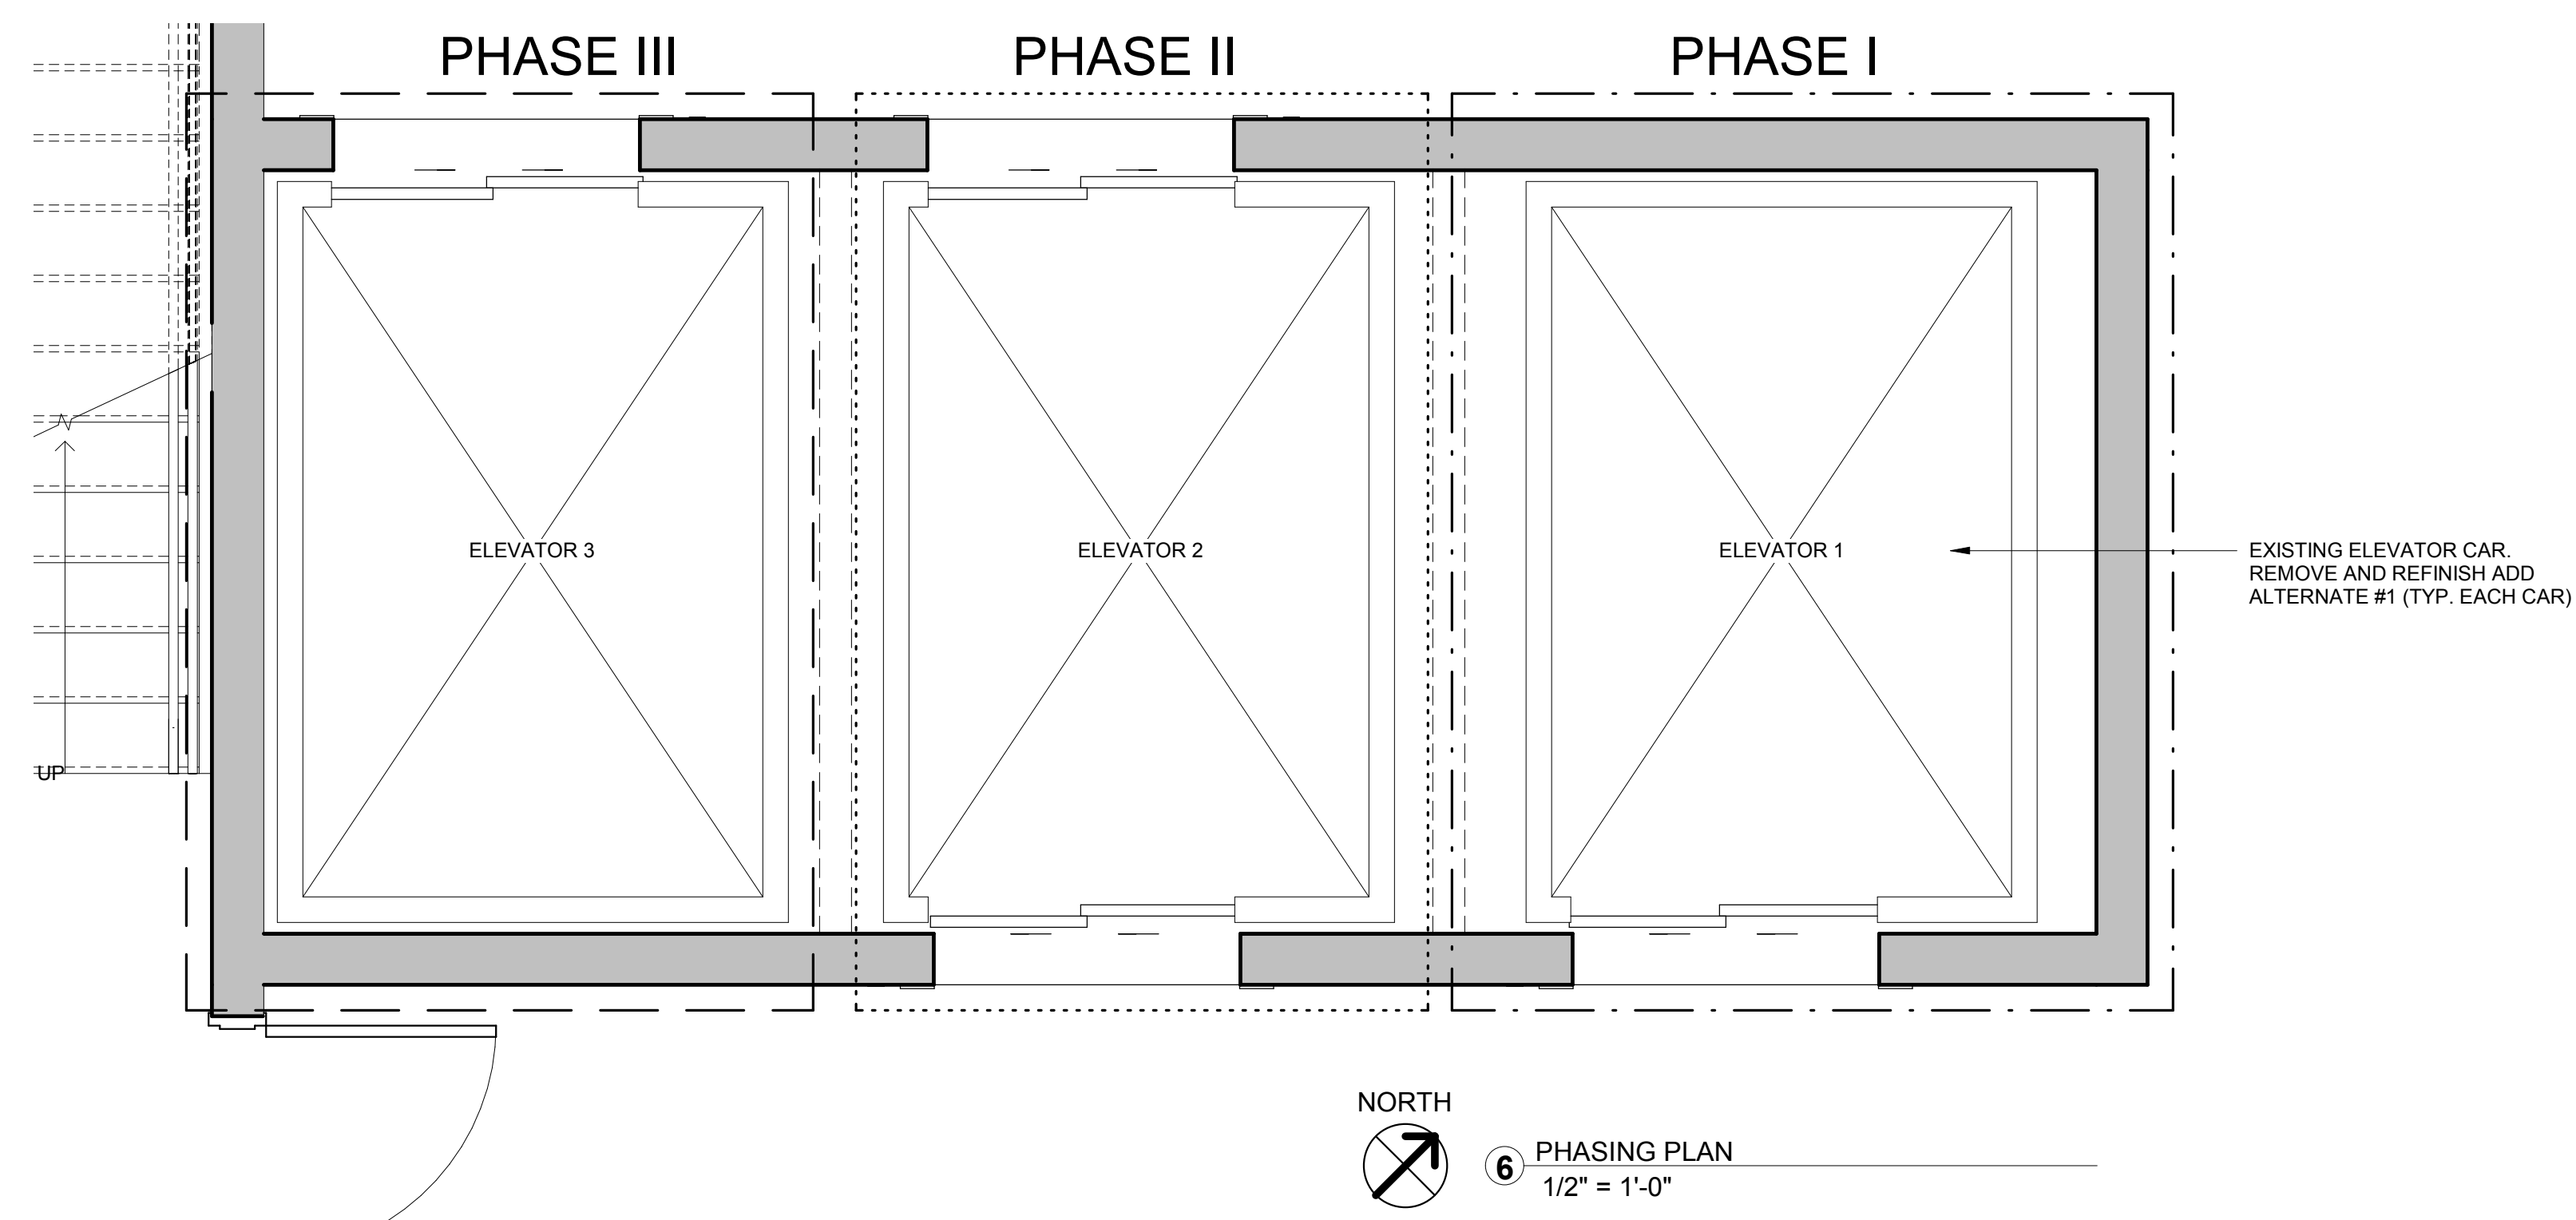 PHASE III
PHASE II
PHASE I
ELEVATOR 3
ELEVATOR 2
ELEVATOR 1
EXISTING ELEVATOR CAR.
REMOVE AND REFINISH ADD
ALTERNATE #1 (TYP. EACH CAR)
UP
NORTH
6
PHASING PLAN
1/2" = 1'-0"